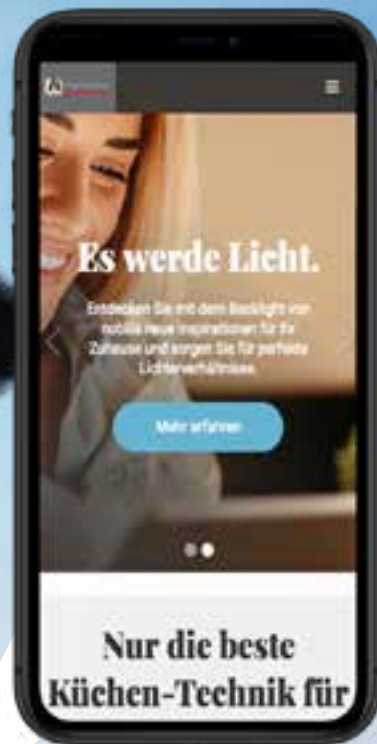 Es werde Licht.
Entdecken Sie mit dem Backlight von
nobilia neue Inspirationen für Ihr
Zuhause und sorgen Sie für perfekte
Lichterverhältnisse.
Mehr erfahren
Nur die beste
Küchen-Technik für